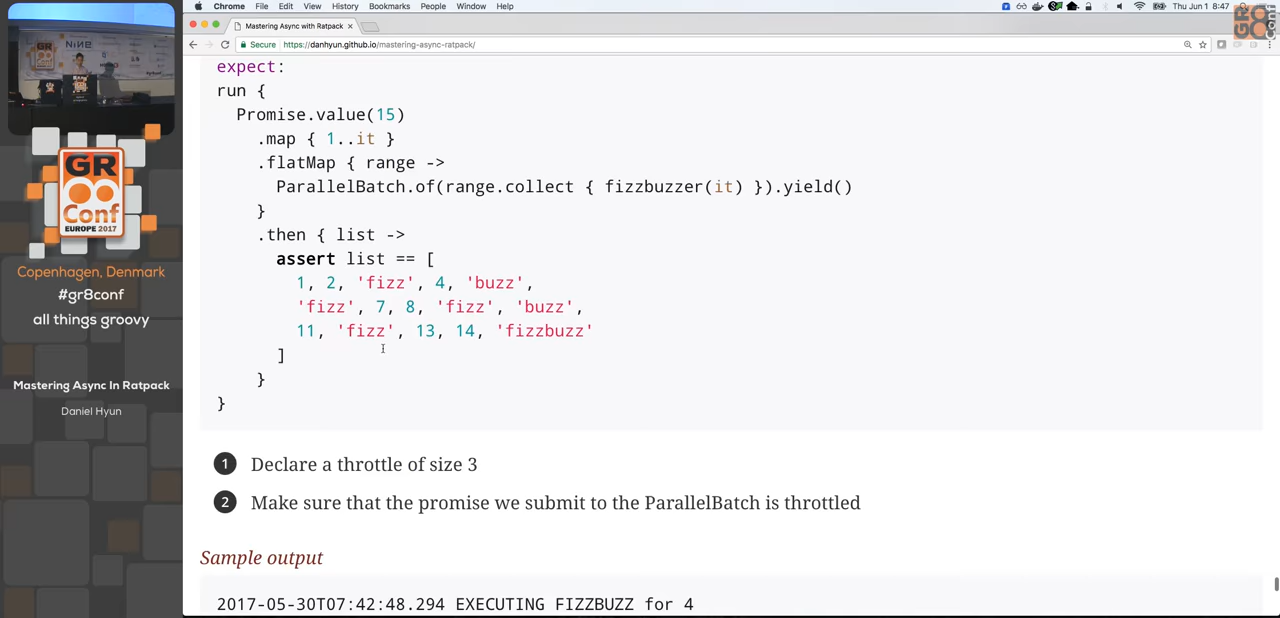 Chrome File Edit View History Bookmarks People Window Help
Thu Jun 1 8:47
Mastering Async with Ratpack
Secure https://danhyun.github.io/mastering-async-ratpack/
expect:
run {
Promise.value(15)
.map { 1..it }
.flatMap { range ->
ParallelBatch.of(range.collect { fizzbuzzer(it) }).yield()
}
.then { list ->
assert list == [
1, 2, 'fizz', 4, 'buzz',
'fizz', 7, 8, 'fizz', 'buzz',
11, 'fizz', 13, 14, 'fizzbuzz'
]
}
}
1 Declare a throttle of size 3
2 Make sure that the promise we submit to the ParallelBatch is throttled
Sample output
2017-05-30T07:42:48.294 EXECUTING FIZZBUZZ for 4
NINE
GR
Conf
EUROPE 2017
Copenhagen, Denmark
#gr8conf
all things groovy
Mastering Async In Ratpack
Daniel Hyun